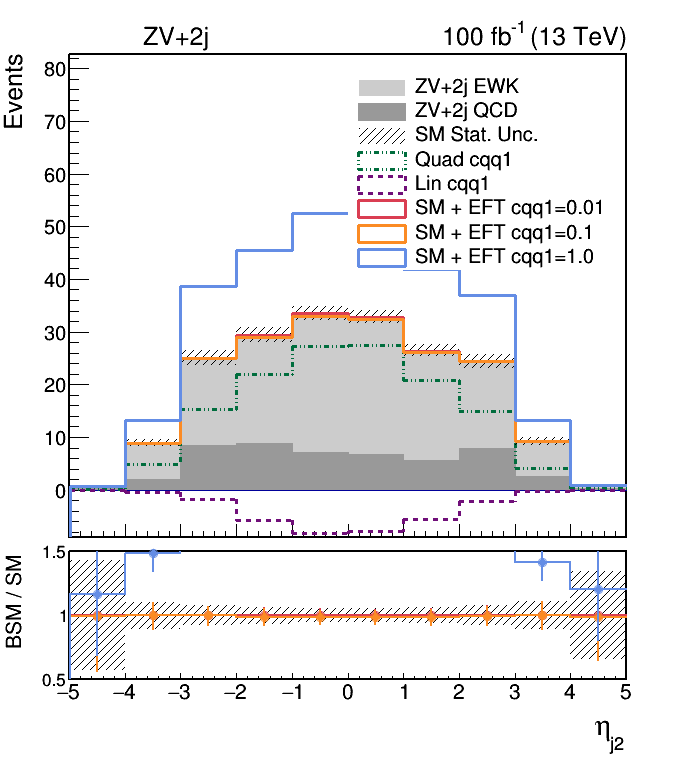 ZV+2j 100 fb⁻¹ (13 TeV)
Events
80
70
60
50
40
30
20
10
0
ZV+2j EWK
ZV+2j QCD
SM Stat. Unc.
Quad cqq1
Lin cqq1
SM + EFT cqq1=0.01
SM + EFT cqq1=0.1
SM + EFT cqq1=1.0
BSM / SM
1.5
1
0.5
−5 −4 −3 −2 −1 0 1 2 3 4 5
η_{j2}